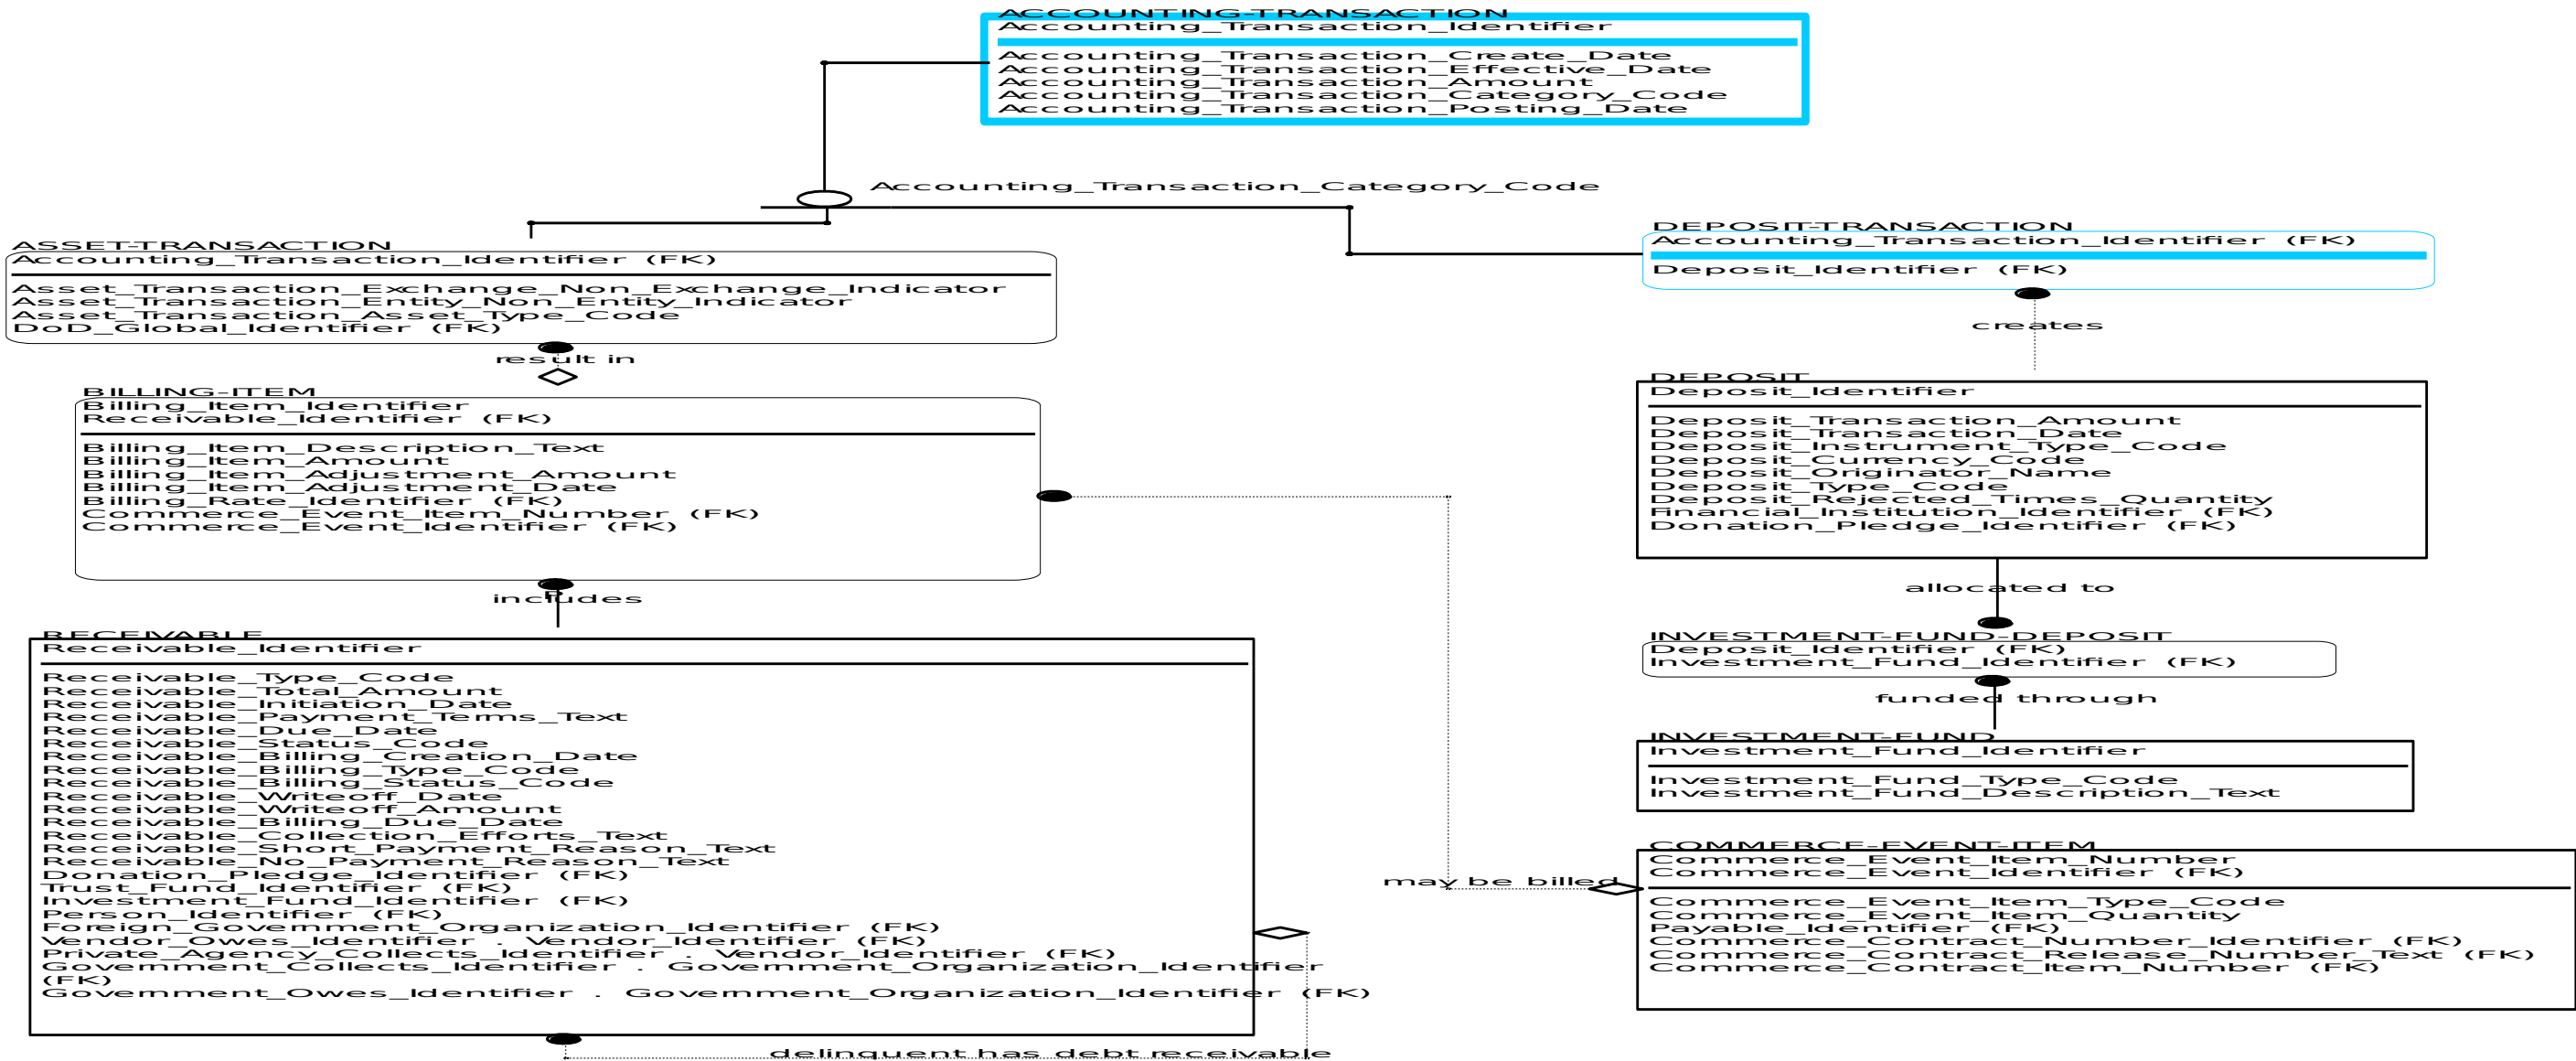 ACCOUNTING-TRANSACTION
Accounting_Transaction_Identifier
Accounting_Transaction_Create_Date
Accounting_Transaction_Effective_Date
Accounting_Transaction_Amount
Accounting_Transaction_Category_Code
Accounting_Transaction_Posting_Date
Accounting_Transaction_Category_Code
ASSET-TRANSACTION
Accounting_Transaction_Identifier (FK)
Asset_Transaction_Exchange_Non_Exchange_Indicator
Asset_Transaction_Entity_Non_Entity_Indicator
Asset_Transaction_Asset_Type_Code
DoD_Global_Identifier (FK)
result in
BILLING-ITEM
Billing_Item_Identifier
Receivable_Identifier (FK)
Billing_Item_Description_Text
Billing_Item_Amount
Billing_Item_Adjustment_Amount
Billing_Item_Adjustment_Date
Billing_Rate_Identifier (FK)
Commerce_Event_Item_Number (FK)
Commerce_Event_Identifier (FK)
P
includes
RECEIVABLE
Receivable_Identifier
Receivable_Type_Code
Receivable_Total_Amount
Receivable_Initiation_Date
Receivable_Payment_Terms_Text
Receivable_Due_Date
Receivable_Status_Code
Receivable_Billing_Creation_Date
Receivable_Billing_Type_Code
Receivable_Billing_Status_Code
Receivable_Writeoff_Date
Receivable_Writeoff_Amount
Receivable_Billing_Due_Date
Receivable_Collection_Efforts_Text
Receivable_Short_Payment_Reason_Text
Receivable_No_Payment_Reason_Text
Donation_Pledge_Identifier (FK)
Trust_Fund_Identifier (FK)
Investment_Fund_Identifier (FK)
Person_Identifier (FK)
Foreign_Government_Organization_Identifier (FK)
Vendor_Owes_Identifier . Vendor_Identifier (FK)
Private_Agency_Collects_Identifier . Vendor_Identifier (FK)
Government_Collects_Identifier . Government_Organization_Identifier
(FK)
Government_Owes_Identifier . Government_Organization_Identifier (FK)
delinquent has debt receivable
DEPOSIT-TRANSACTION
Accounting_Transaction_Identifier (FK)
Deposit_Identifier (FK)
creates
DEPOSIT
Deposit_Identifier
Deposit_Transaction_Amount
Deposit_Transaction_Date
Deposit_Instrument_Type_Code
Deposit_Currency_Code
Deposit_Originator_Name
Deposit_Type_Code
Deposit_Rejected_Times_Quantity
Financial_Institution_Identifier (FK)
Donation_Pledge_Identifier (FK)
allocated to
INVESTMENT-FUND-DEPOSIT
Deposit_Identifier (FK)
Investment_Fund_Identifier (FK)
funded through
INVESTMENT-FUND
Investment_Fund_Identifier
Investment_Fund_Type_Code
Investment_Fund_Description_Text
may be billed
COMMERCE-EVENT-ITEM
Commerce_Event_Item_Number
Commerce_Event_Identifier (FK)
Commerce_Event_Item_Type_Code
Commerce_Event_Item_Quantity
Payable_Identifier (FK)
Commerce_Contract_Number_Identifier (FK)
Commerce_Contract_Release_Number_Text (FK)
Commerce_Contract_Item_Number (FK)